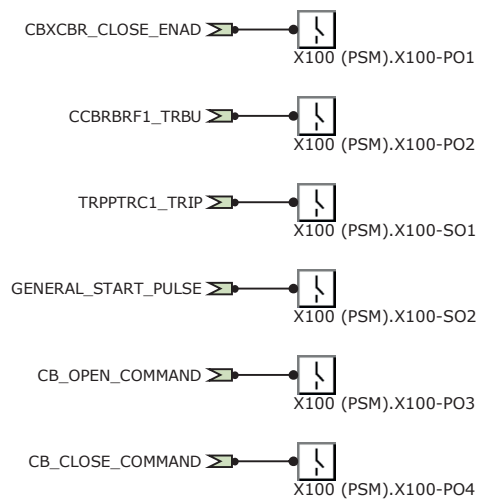 CBXCBR_CLOSE_ENAD
X100 (PSM).X100-PO1
CCBRBRF1_TRBU
X100 (PSM).X100-PO2
TRPPTRC1_TRIP
X100 (PSM).X100-SO1
GENERAL_START_PULSE
X100 (PSM).X100-SO2
CB_OPEN_COMMAND
X100 (PSM).X100-PO3
CB_CLOSE_COMMAND
X100 (PSM).X100-PO4